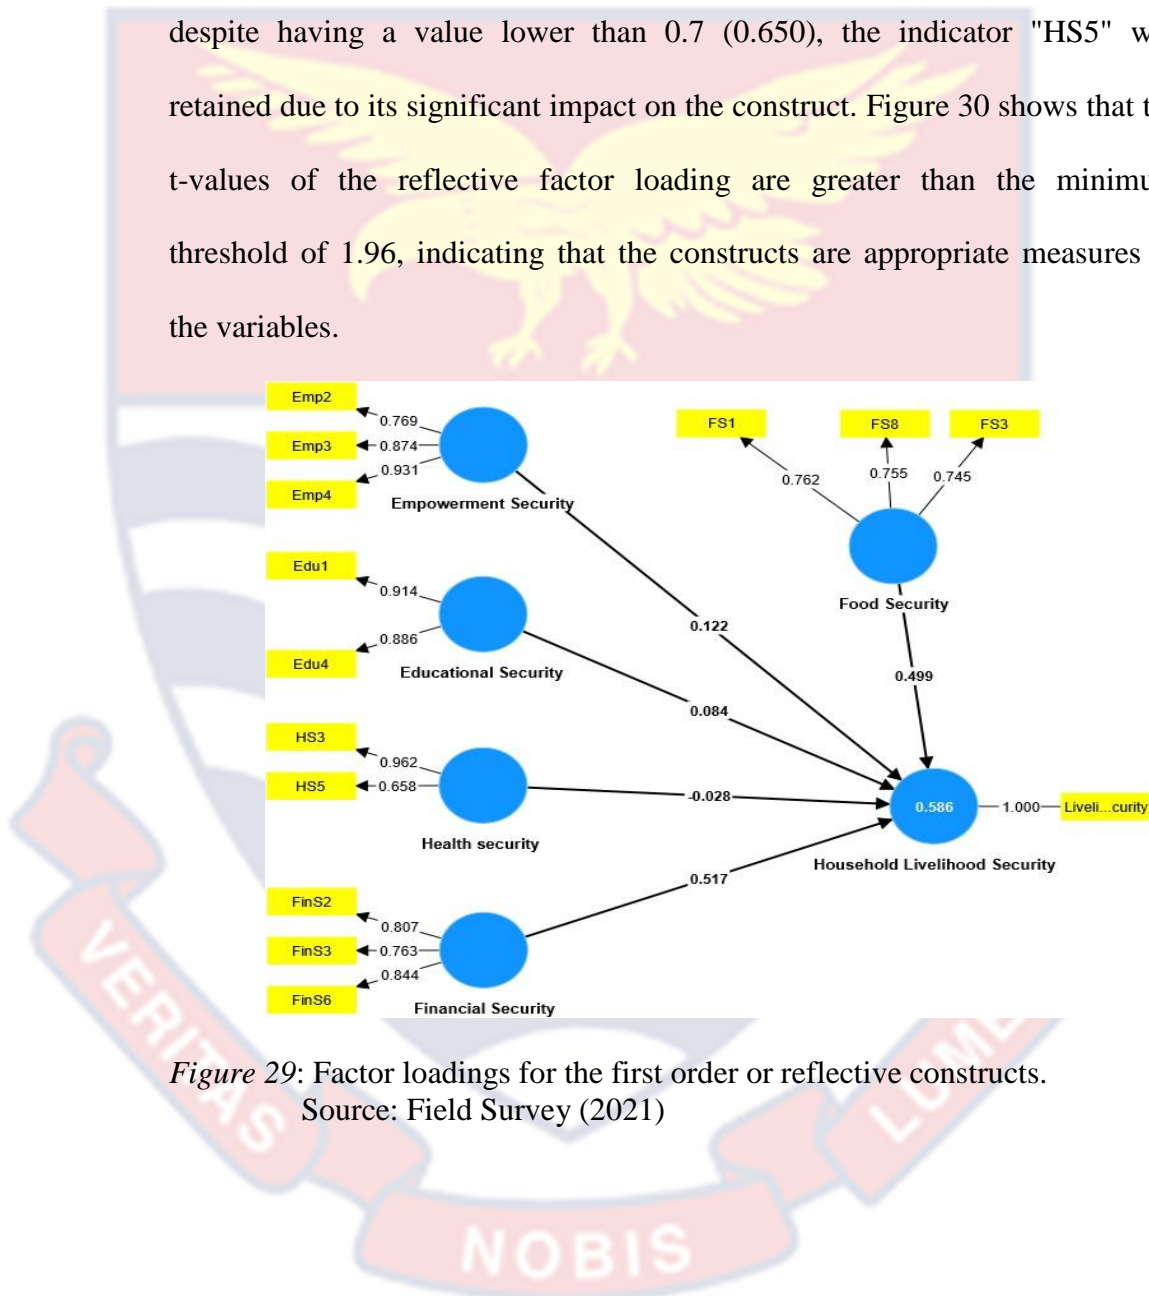 despite having a value lower than 0.7 (0.650), the indicator "HS5" w
retained due to its significant impact on the construct. Figure 30 shows that t
t-values of the reflective factor loading are greater than the minimu
threshold of 1.96, indicating that the constructs are appropriate measures
the variables.
Emp2
0.769
Emp3
0.874
Emp4
0.931
Empowerment Security
FS1
FS8
FS3
0.762
0.755
0.745
Food Security
Edu1
0.914
Edu4
0.886
Educational Security
0.122
0.499
0.084
HS3
0.962
HS5
0.658
Health security
-0.028
0.586
1.000
Liveli...curity
Household Livelihood Security
0.517
FinS2
0.807
FinS3
0.763
FinS6
0.844
Financial Security
Figure 29: Factor loadings for the first order or reflective constructs.
Source: Field Survey (2021)
VERITAS
NOBIS